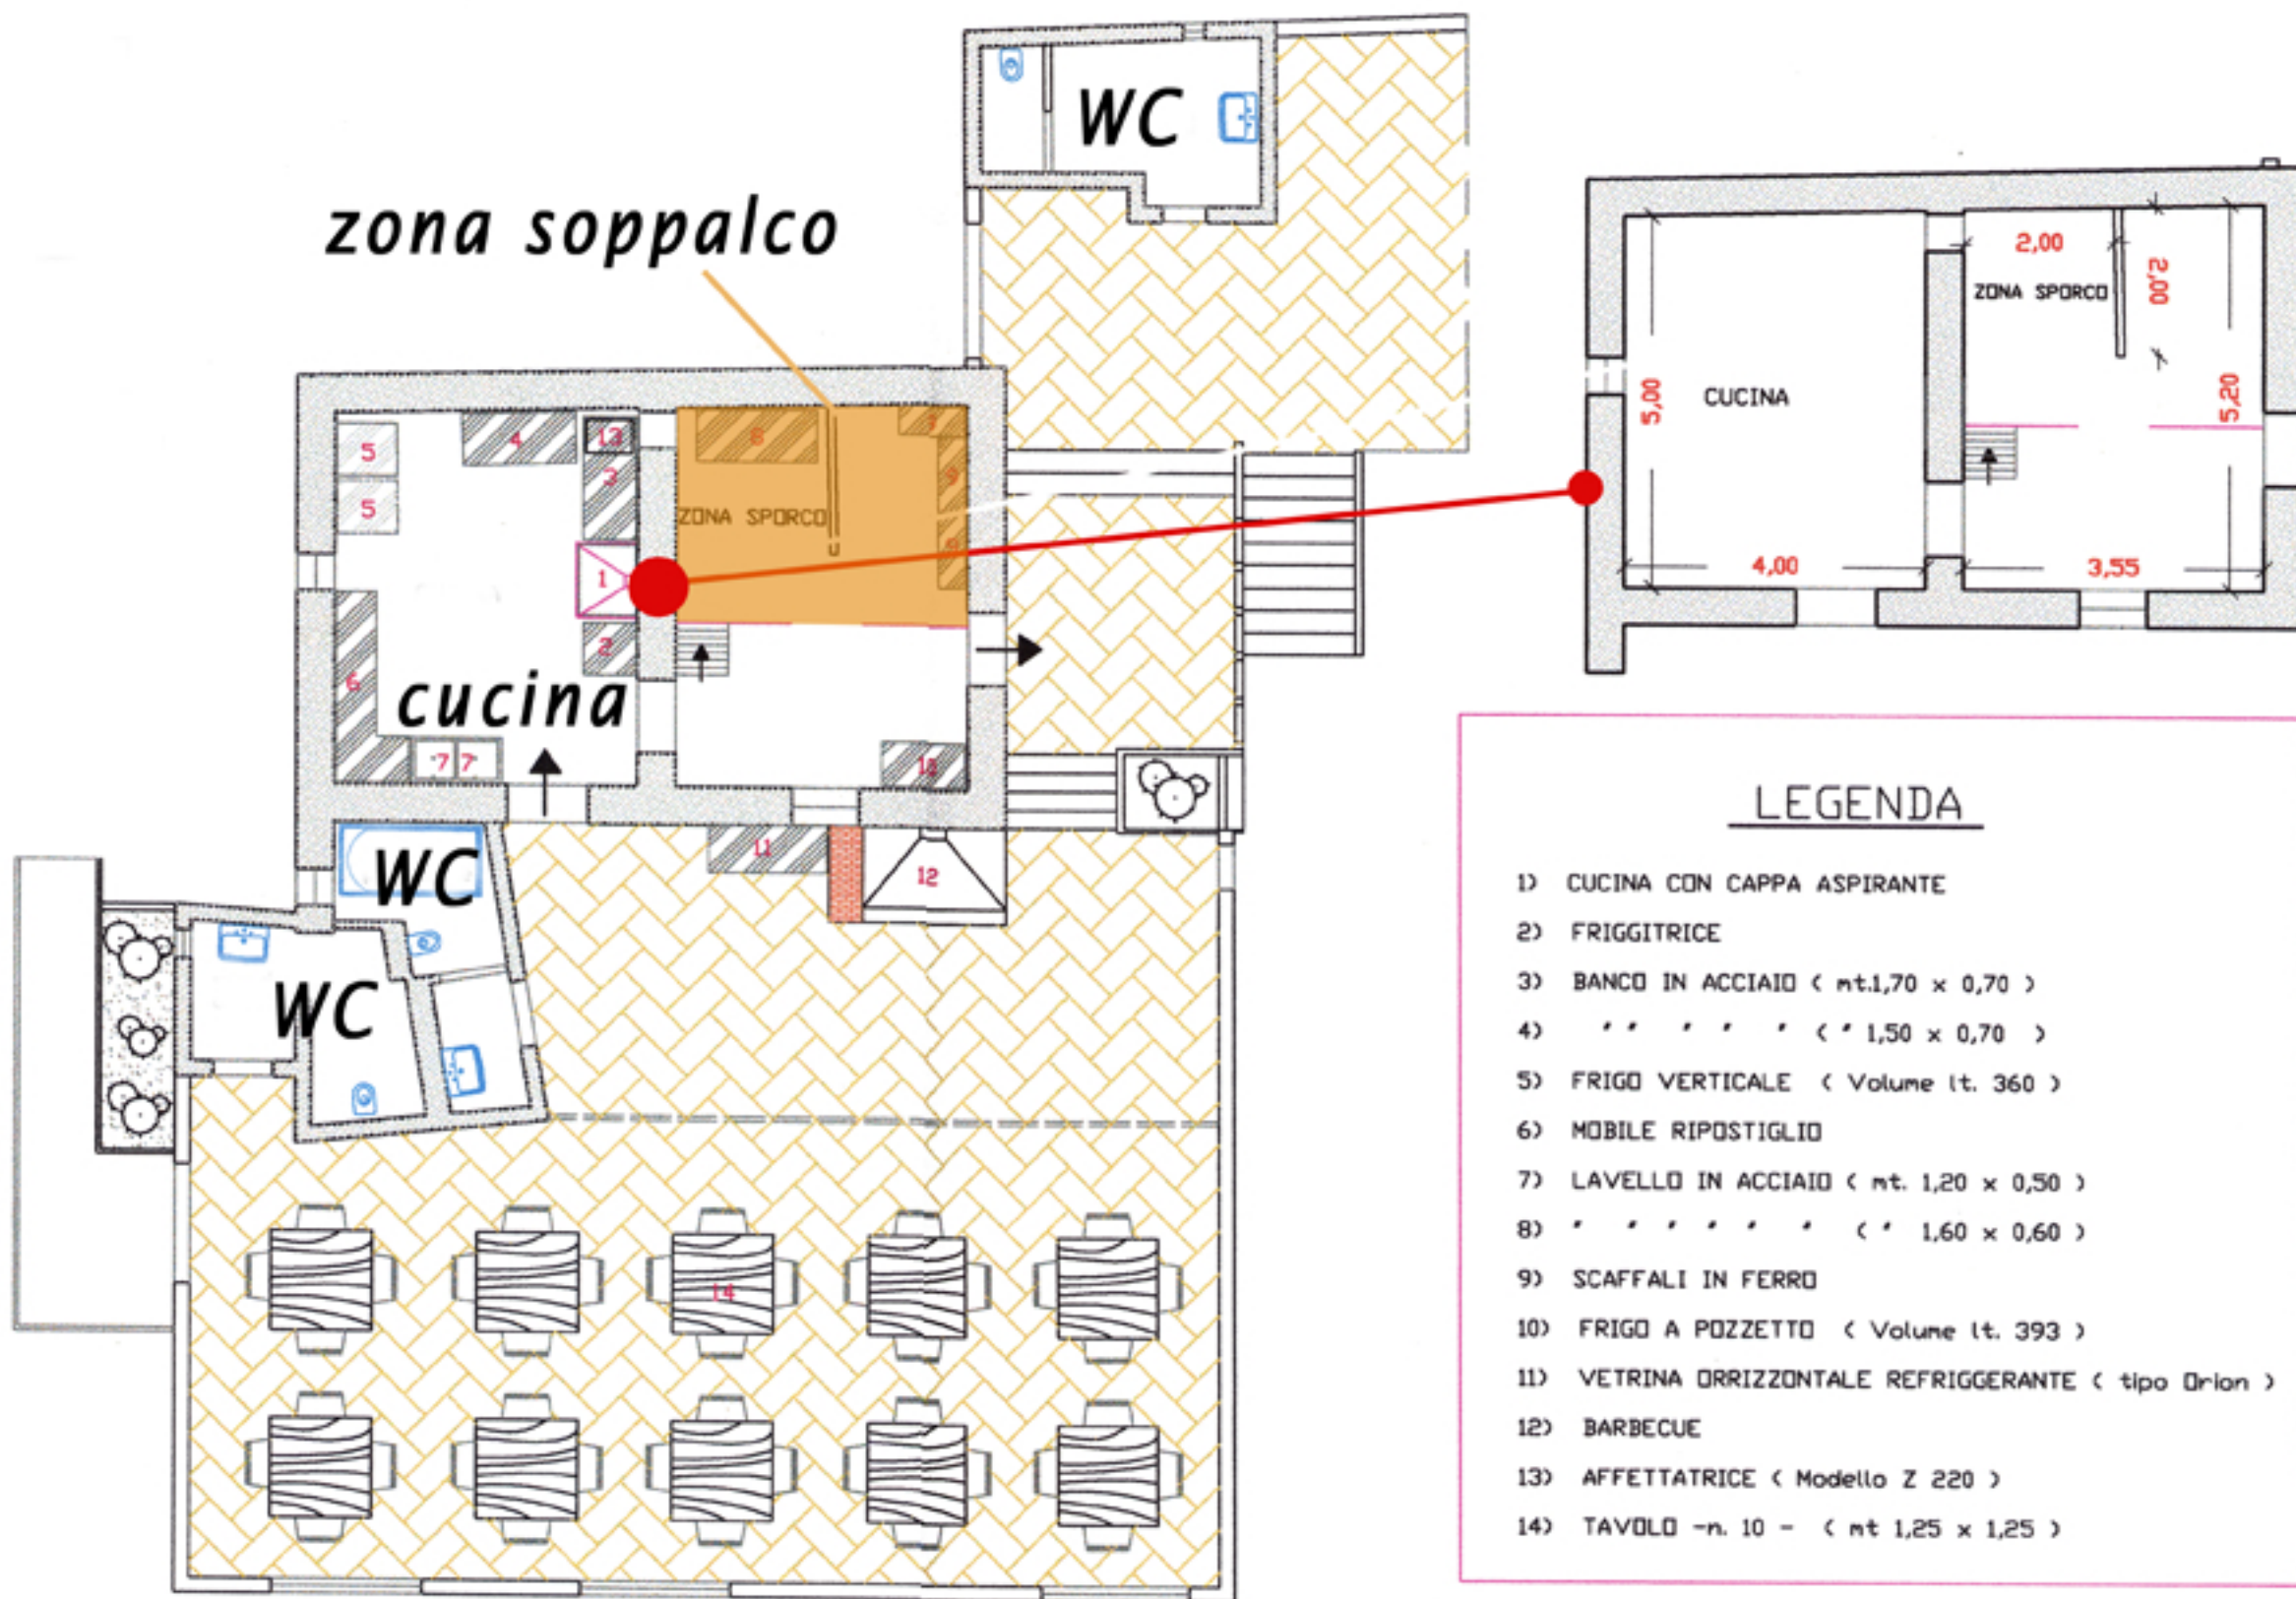 WC
zona soppalco
2,00
2,00
ZONA SPORCO
5,00
CUCINA
5,20
4,00
3,55
5
4
13
8
5
3
9
ZONA SPORCO
9
1
2
6
cucina
7 7
10
WC
11
12
WC
14
LEGENDA
1) CUCINA CON CAPPA ASPIRANTE
2) FRIGGITRICE
3) BANCO IN ACCIAIO ( mt.1,70 x 0,70 )
4) " " " " " ( " 1,50 x 0,70 )
5) FRIGO VERTICALE ( Volume lt. 360 )
6) MOBILE RIPOSTIGLIO
7) LAVELLO IN ACCIAIO ( mt. 1,20 x 0,50 )
8) " " " " " " ( " 1,60 x 0,60 )
9) SCAFFALI IN FERRO
10) FRIGO A POZZETTO ( Volume lt. 393 )
11) VETRINA ORRIZZONTALE REFRIGGERANTE ( tipo Orion )
12) BARBECUE
13) AFFETTATRICE ( Modello Z 220 )
14) TAVOLO -n. 10 - ( mt 1,25 x 1,25 )